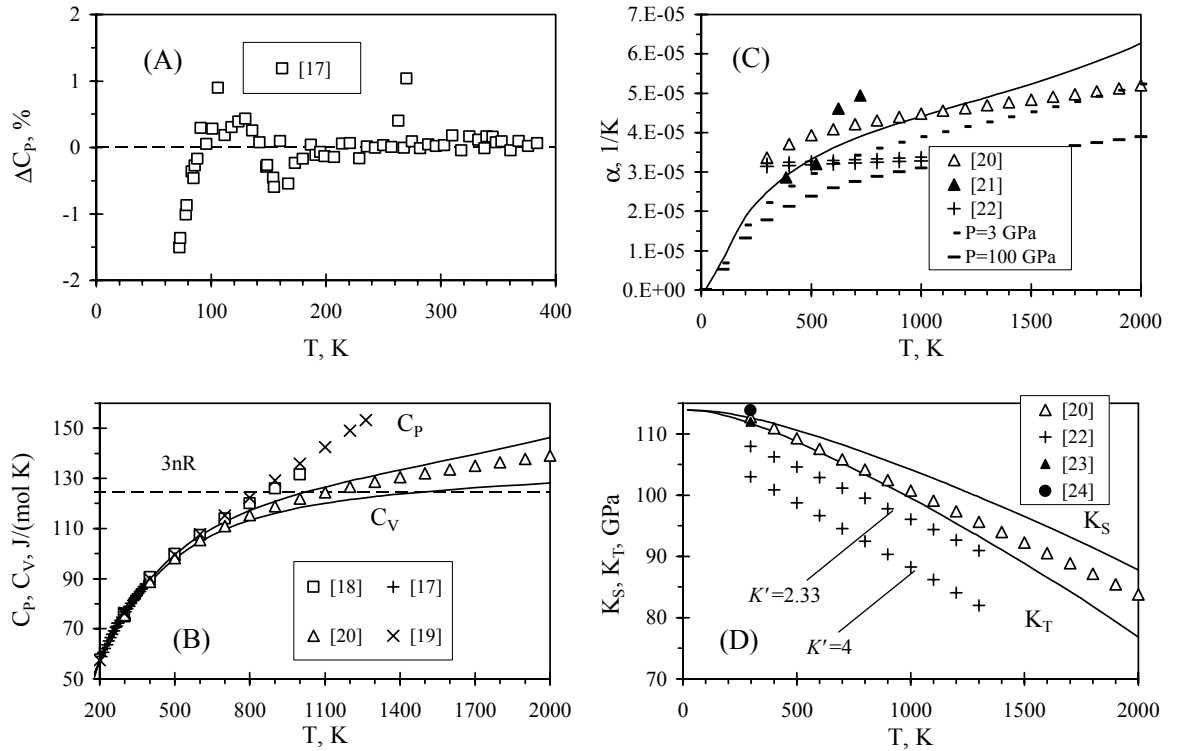 2
1
0
-1
-2
ΔC_P, %
(A)
[17]
0 100 200 300 400
T, K
7.E-05
6.E-05
5.E-05
4.E-05
3.E-05
2.E-05
1.E-05
0.E+00
α, 1/K
(C)
[20]
[21]
[22]
P=3 GPa
P=100 GPa
0 500 1000 1500 2000
T, K
150
130
110
90
70
50
C_P, C_V, J/(mol K)
3nR
C_P
C_V
(B)
[18] [17]
[20] [19]
200 500 800 1100 1400 1700 2000
T, K
110
100
90
80
70
K_S, K_T, GPa
[20]
[22]
[23]
[24]
K_S
K'=2.33
K_T
K'=4
(D)
0 500 1000 1500 2000
T, K